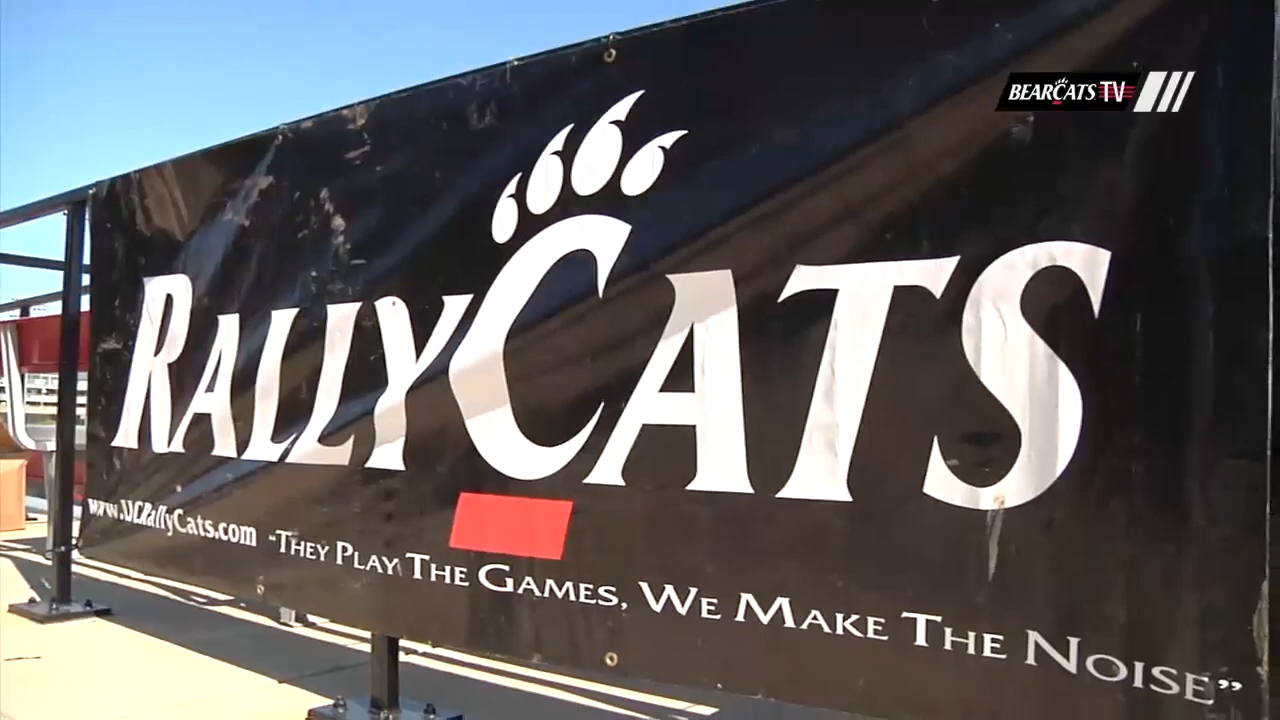 BEARCATS TV
RALLYCATS
www.UCRallyCats.com "THEY PLAY THE GAMES, WE MAKE THE NOISE"